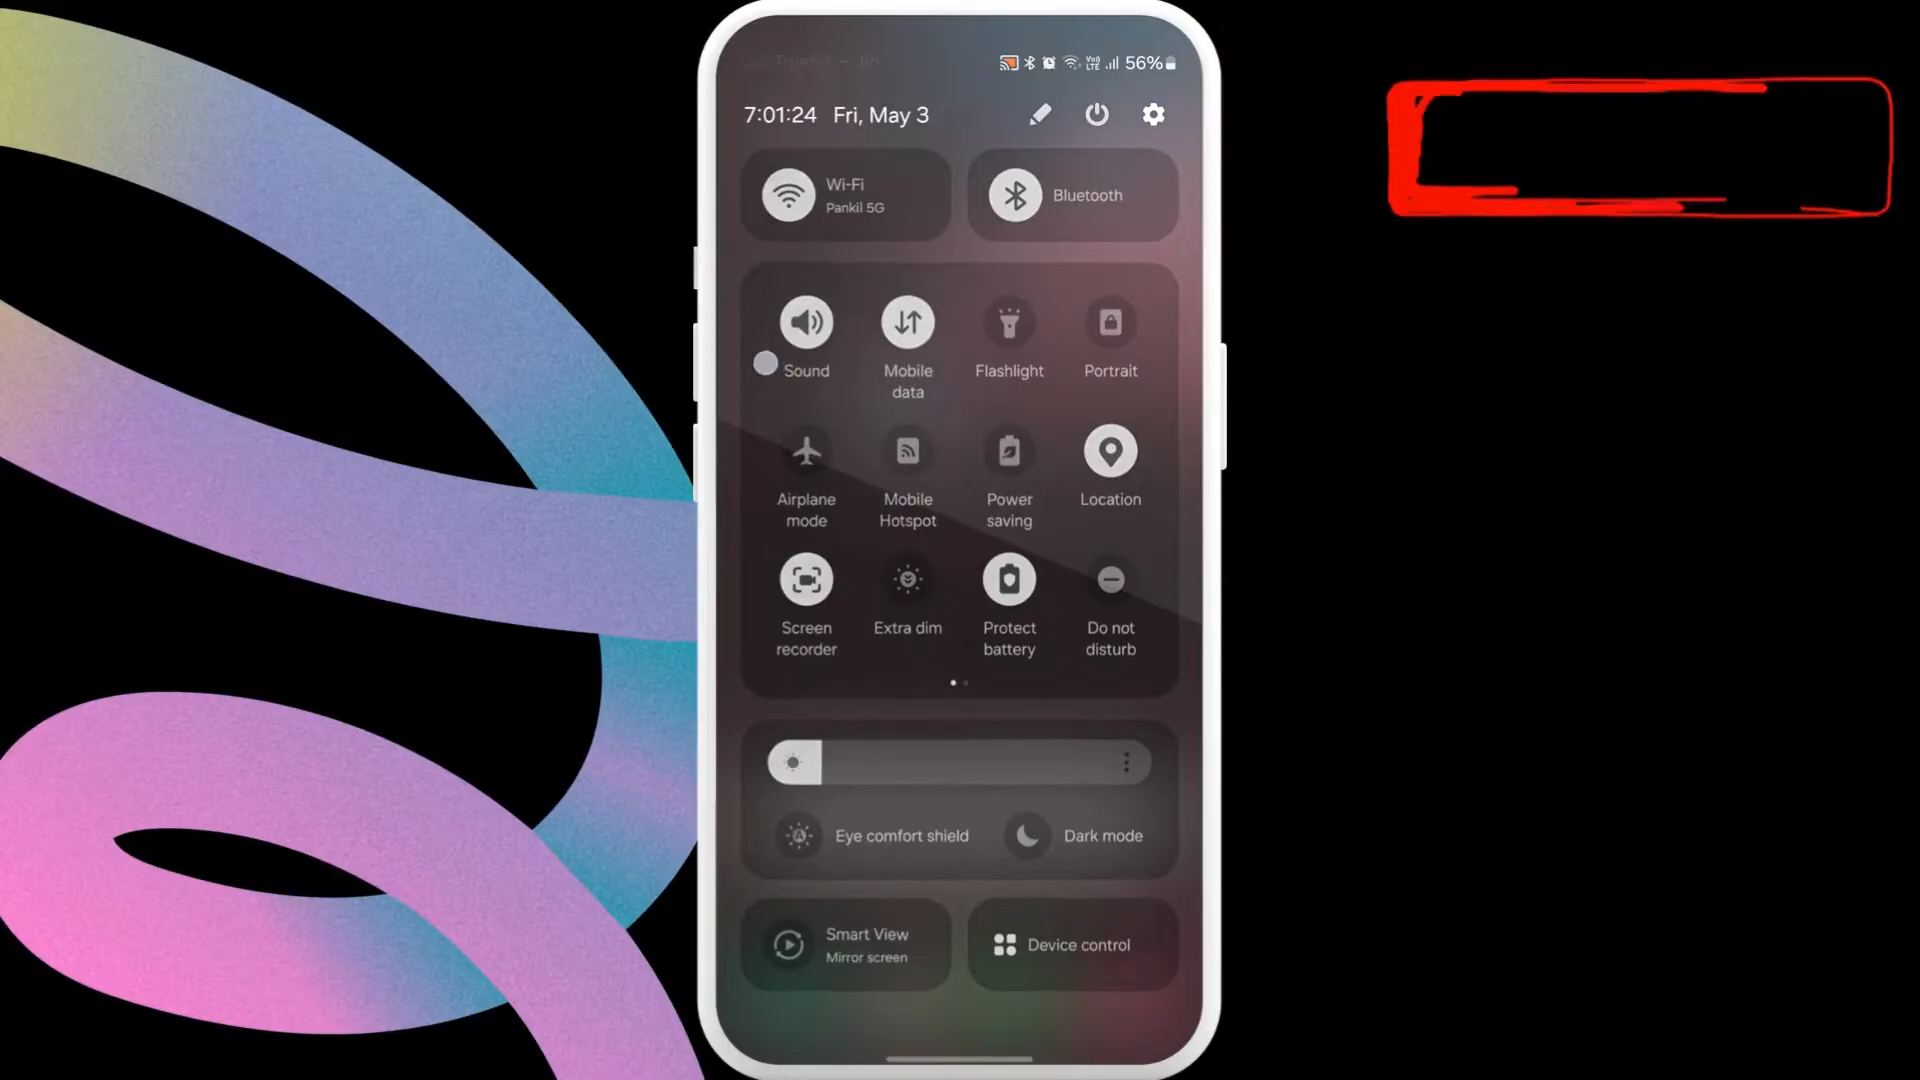 56%
7:01:24 Fri, May 3
Wi-Fi
Pankil 5G
Bluetooth
Sound
Mobile
data
Flashlight
Portrait
Airplane
mode
Mobile
Hotspot
Power
saving
Location
Screen
recorder
Extra dim
Protect
battery
Do not
disturb
Eye comfort shield
Dark mode
Smart View
Mirror screen
Device control